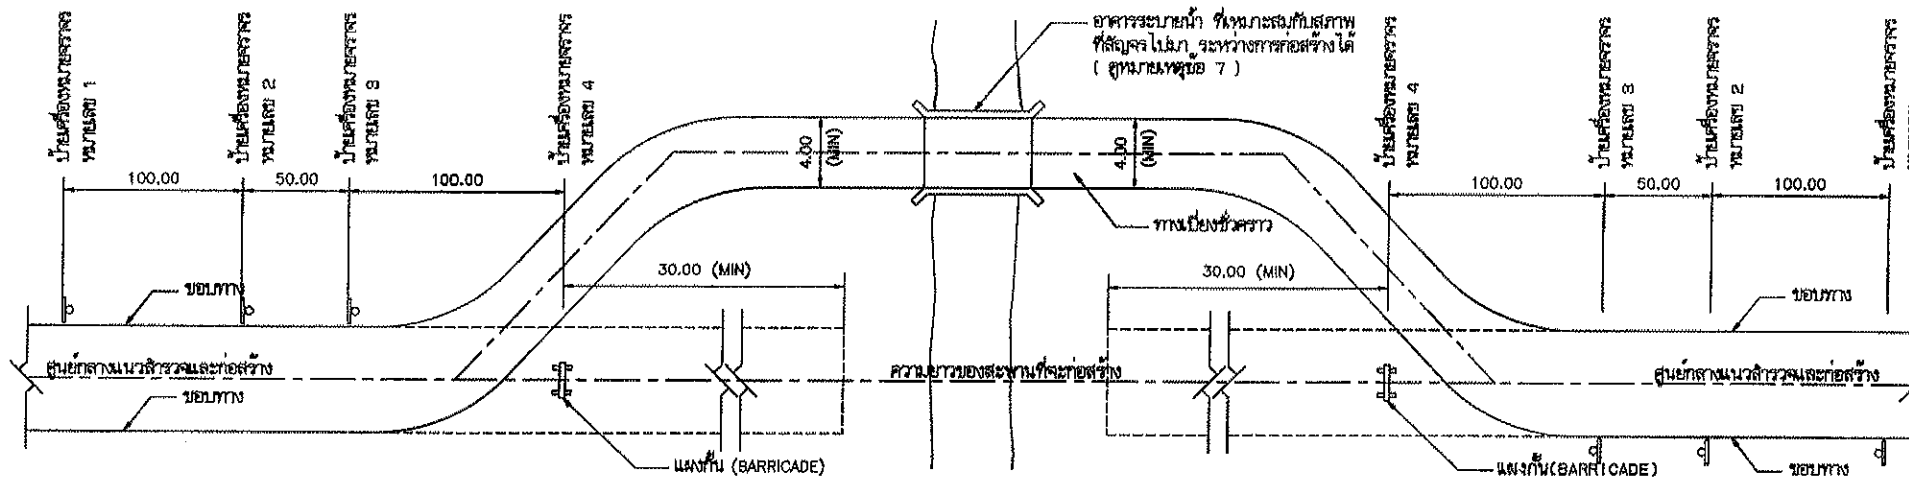 ป้ายเครื่องหมายจราจร
หมายเลข 1
ป้ายเครื่องหมายจราจร
หมายเลข 2
ป้ายเครื่องหมายจราจร
หมายเลข 3
ป้ายเครื่องหมายจราจร
หมายเลข 4
อาคารระบายน้ำ ที่เหมาะสมกับสภาพ
ที่สัญจรไปมา ระหว่างการก่อสร้างได้
( ดูหมายเหตุข้อ 7 )
ป้ายเครื่องหมายจราจร
หมายเลข 4
ป้ายเครื่องหมายจราจร
หมายเลข 3
ป้ายเครื่องหมายจราจร
หมายเลข 2
ป้ายเครื่องหมายจราจร
100.00
50.00
100.00
4.00
(MIN)
4.00
(MIN)
100.00
50.00
100.00
ทางเบี่ยงชั่วคราว
30.00 (MIN)
30.00 (MIN)
ขอบทาง
ขอบทาง
ศูนย์กลางแนวสำรวจและก่อสร้าง
ความยาวของสะพานที่จะก่อสร้าง
ศูนย์กลางแนวสำรวจและก่อสร้าง
ขอบทาง
แผงกั้น (BARRICADE)
แผงกั้น(BARRICADE)
ขอบทาง